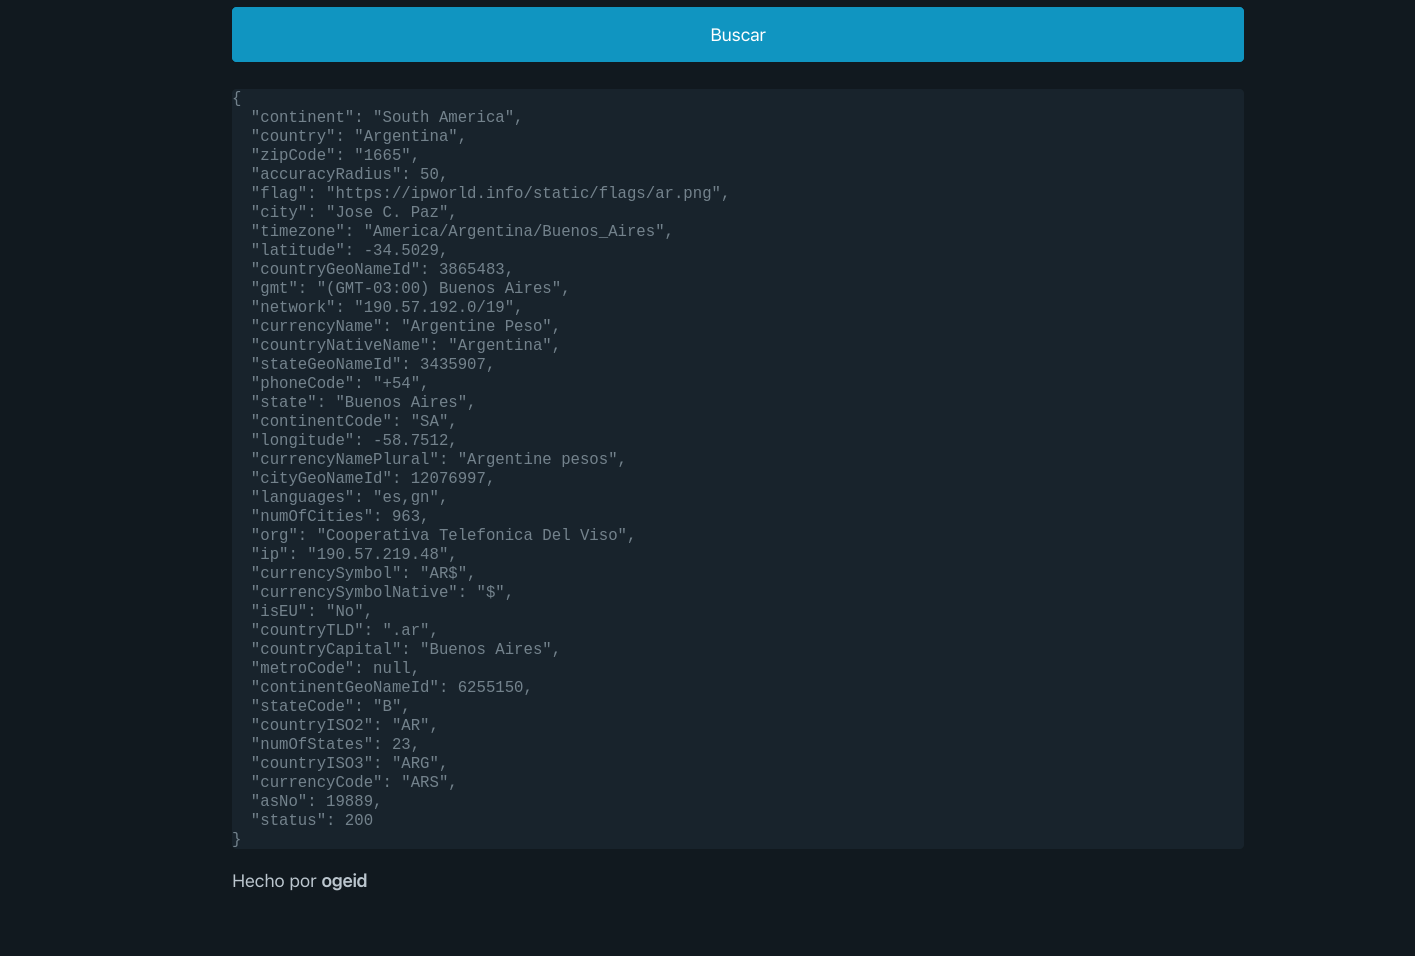 Buscar
{
  "continent": "South America",
  "country": "Argentina",
  "zipCode": "1665",
  "accuracyRadius": 50,
  "flag": "https://ipworld.info/static/flags/ar.png",
  "city": "Jose C. Paz",
  "timezone": "America/Argentina/Buenos_Aires",
  "latitude": -34.5029,
  "countryGeoNameId": 3865483,
  "gmt": "(GMT-03:00) Buenos Aires",
  "network": "190.57.192.0/19",
  "currencyName": "Argentine Peso",
  "countryNativeName": "Argentina",
  "stateGeoNameId": 3435907,
  "phoneCode": "+54",
  "state": "Buenos Aires",
  "continentCode": "SA",
  "longitude": -58.7512,
  "currencyNamePlural": "Argentine pesos",
  "cityGeoNameId": 12076997,
  "languages": "es,gn",
  "numOfCities": 963,
  "org": "Cooperativa Telefonica Del Viso",
  "ip": "190.57.219.48",
  "currencySymbol": "AR$",
  "currencySymbolNative": "$",
  "isEU": "No",
  "countryTLD": ".ar",
  "countryCapital": "Buenos Aires",
  "metroCode": null,
  "continentGeoNameId": 6255150,
  "stateCode": "B",
  "countryISO2": "AR",
  "numOfStates": 23,
  "countryISO3": "ARG",
  "currencyCode": "ARS",
  "asNo": 19889,
  "status": 200
}
Hecho por ogeid